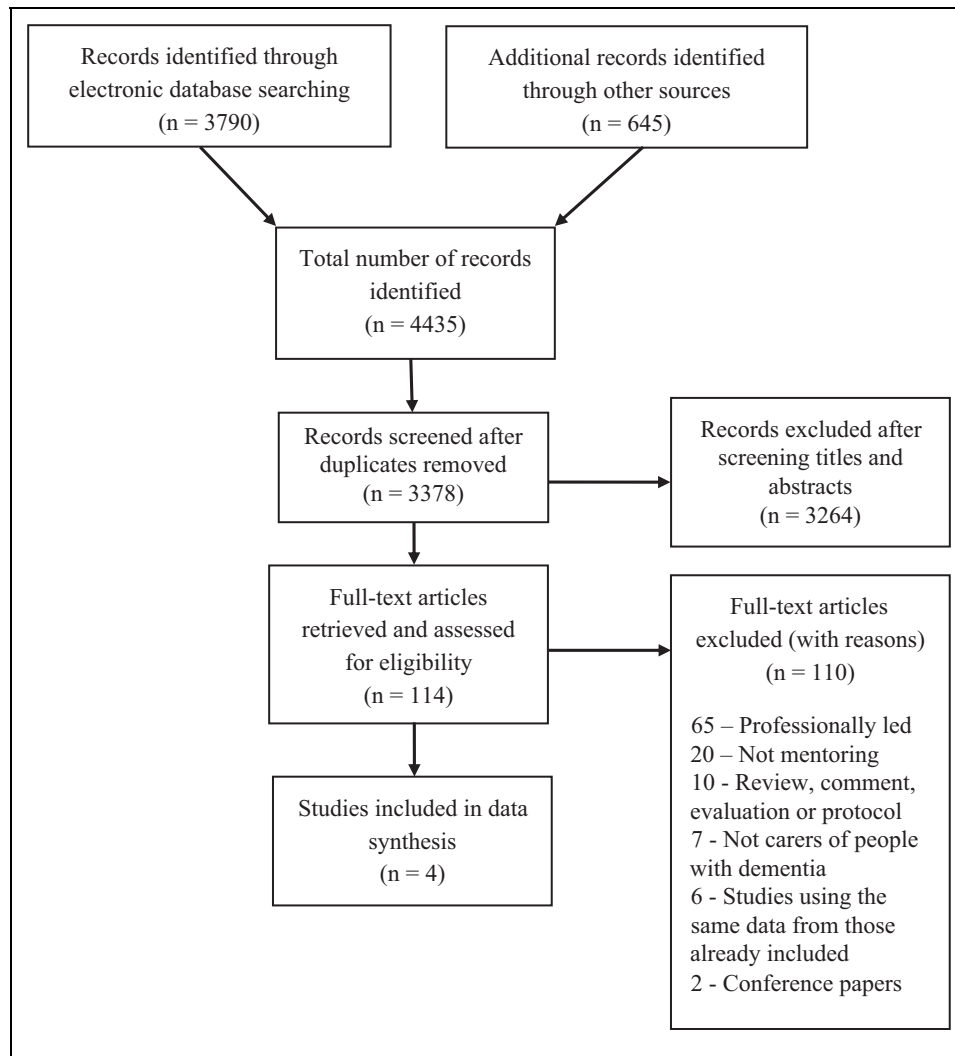 Records identified through
electronic database searching
(n = 3790)
Additional records identified
through other sources
(n = 645)
Total number of records
identified
(n = 4435)
Records screened after
duplicates removed
(n = 3378)
Records excluded after
screening titles and
abstracts
(n = 3264)
Full-text articles
retrieved and assessed
for eligibility
(n = 114)
Full-text articles
excluded (with reasons)
(n = 110)
65 – Professionally led
20 – Not mentoring
10 - Review, comment,
evaluation or protocol
7 - Not carers of people
with dementia
6 - Studies using the
same data from those
already included
2 - Conference papers
Studies included in data
synthesis
(n = 4)